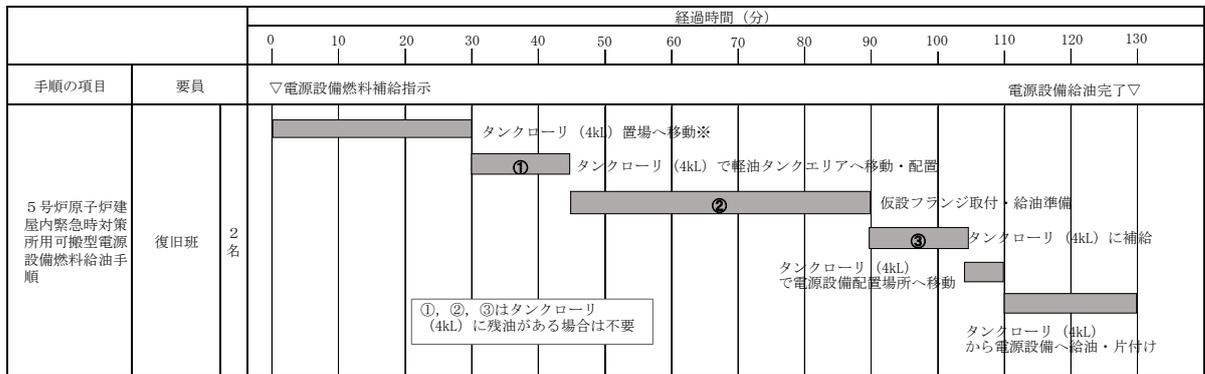 経過時間（分）
0 10 20 30 40 50 60 70 80 90 100 110 120 130
手順の項目 要員 ▽電源設備燃料補給指示 電源設備給油完了▽
タンクローリ（4kL）置場へ移動※
① タンクローリ（4kL）で軽油タンクエリアへ移動・配置
② 仮設フランジ取付・給油準備
５号炉原子炉建
屋内緊急時対策
所用可搬型電源
設備燃料給油手
順
復旧班
２
名
③ タンクローリ（4kL）に補給
タンクローリ（4kL）
で電源設備配置場所へ移動
①，②，③はタンクローリ
（4kL）に残油がある場合は不要
タンクローリ（4kL）
から電源設備へ給油・片付け